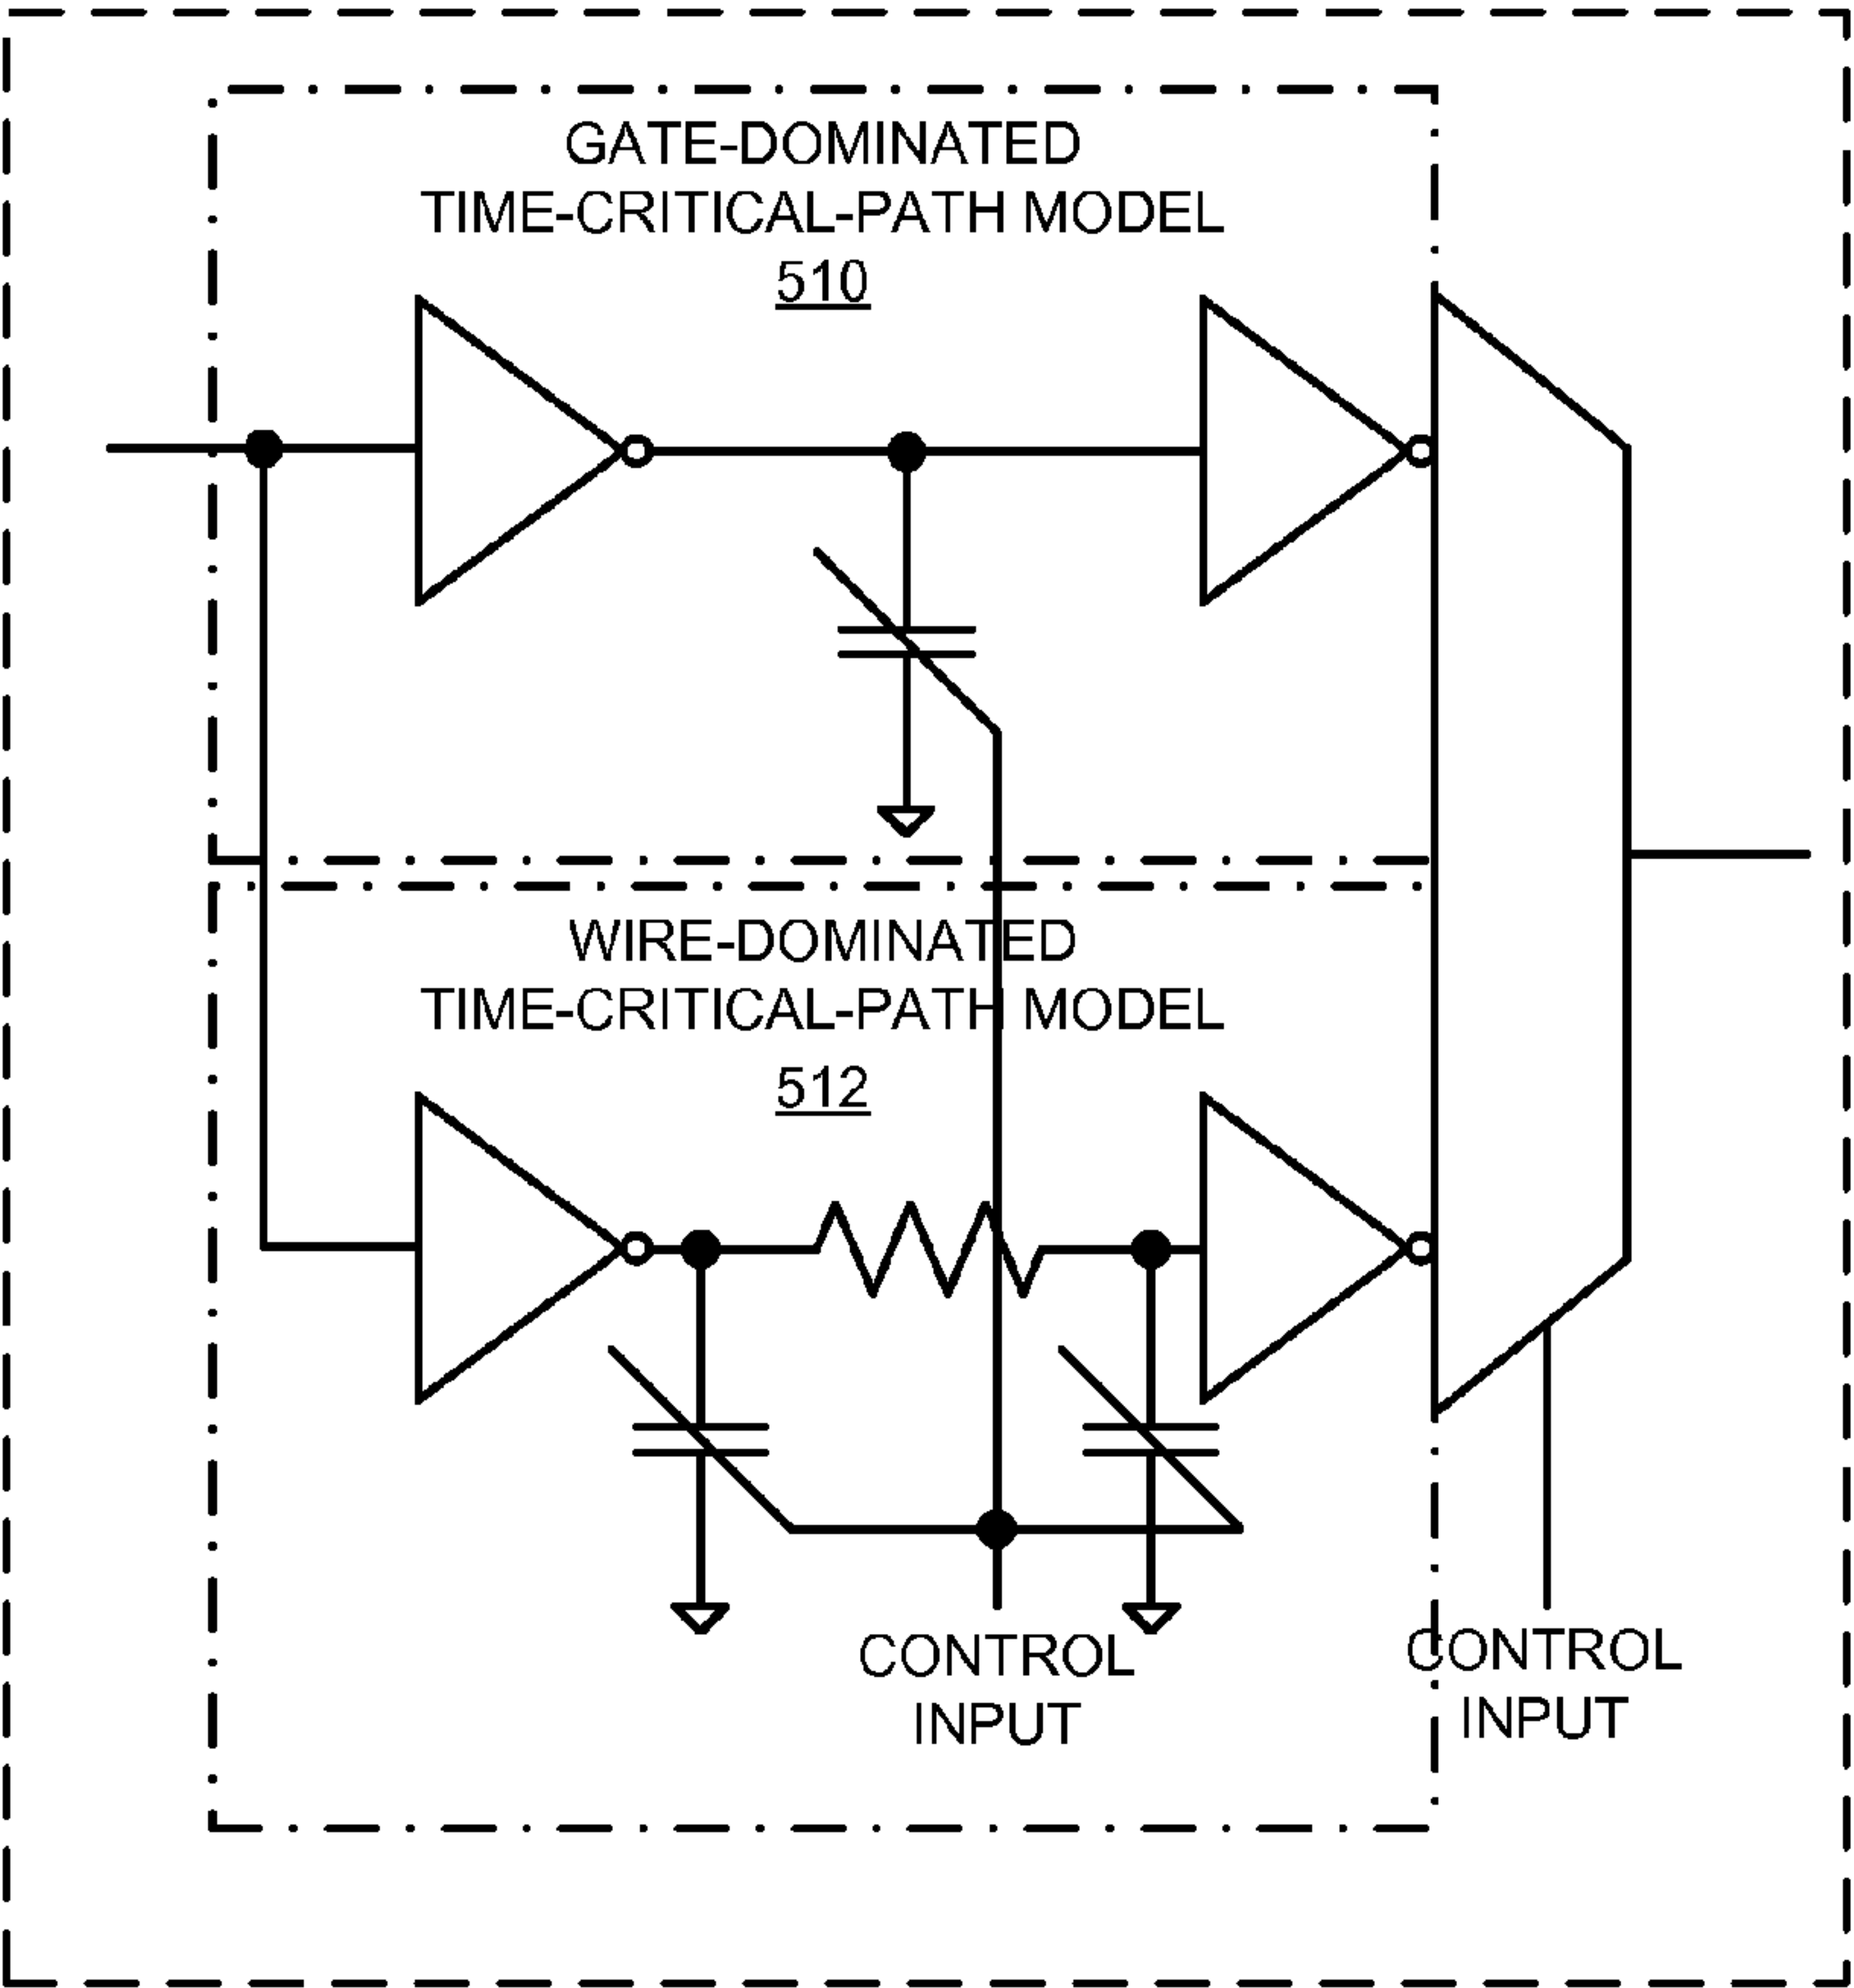 GATE-DOMINATED
TIME-CRITICAL-PATH MODEL
510
WIRE-DOMINATED
TIME-CRITICAL-PATH MODEL
512
CONTROL
INPUT
CONTROL
INPUT